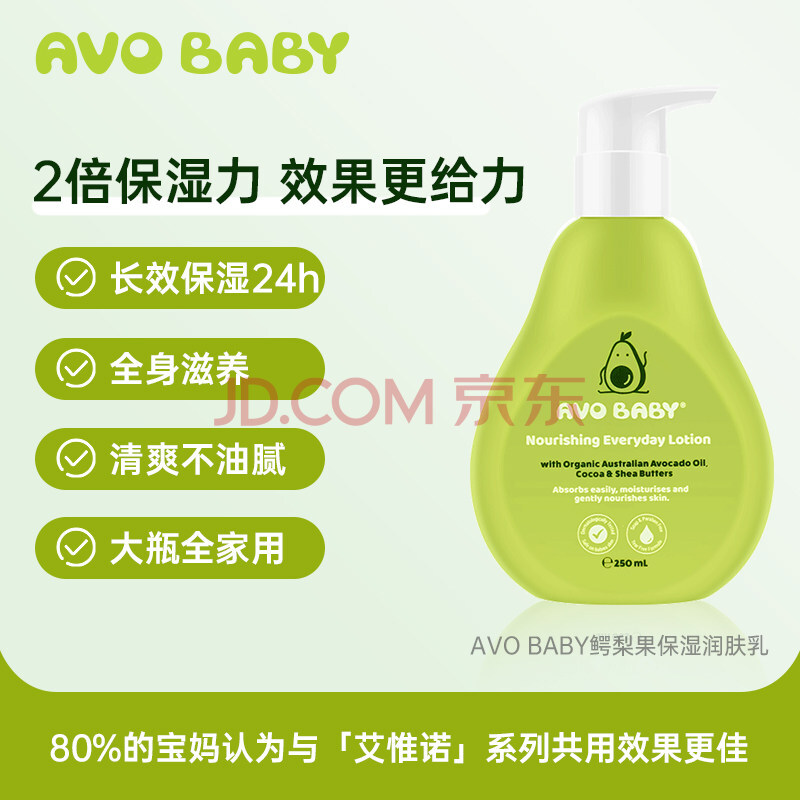 AVO BABY
2倍保湿力 效果更给力
长效保湿24h
全身滋养
清爽不油腻
大瓶全家用
JD.COM 京东
AVO BABY®
Nourishing Everyday Lotion
with Organic Australian Avocado Oil,
Cocoa & Shea Butters
Absorbs easily, moisturises and
gently nourishes skin.
℮250 mL
AVO BABY鳄梨果保湿润肤乳
80%的宝妈认为与「艾惟诺」系列共用效果更佳